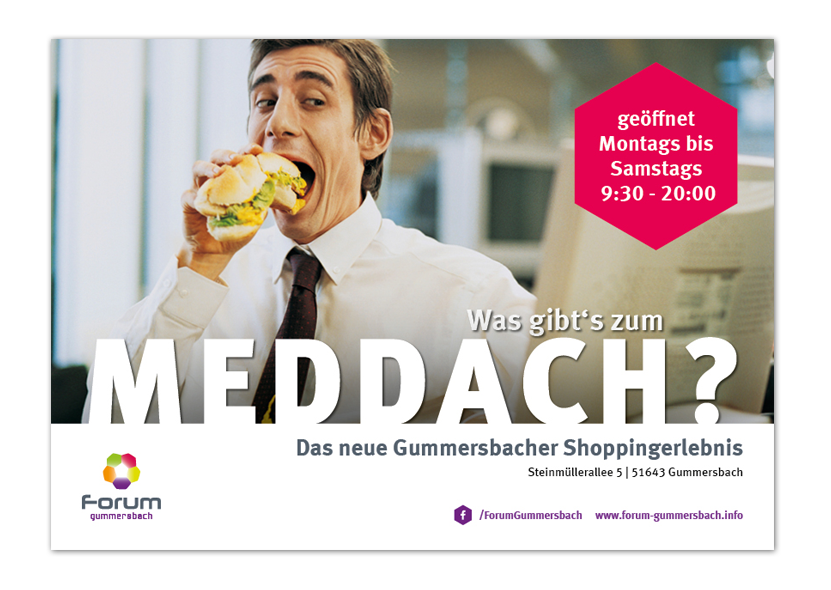 geöffnet
Montags bis
Samstags
9:30 - 20:00
Was gibt‘s zum
MEDDACH?
Das neue Gummersbacher Shoppingerlebnis
Steinmüllerallee 5 | 51643 Gummersbach
Forum
gummersbach
f /ForumGummersbach www.forum-gummersbach.info